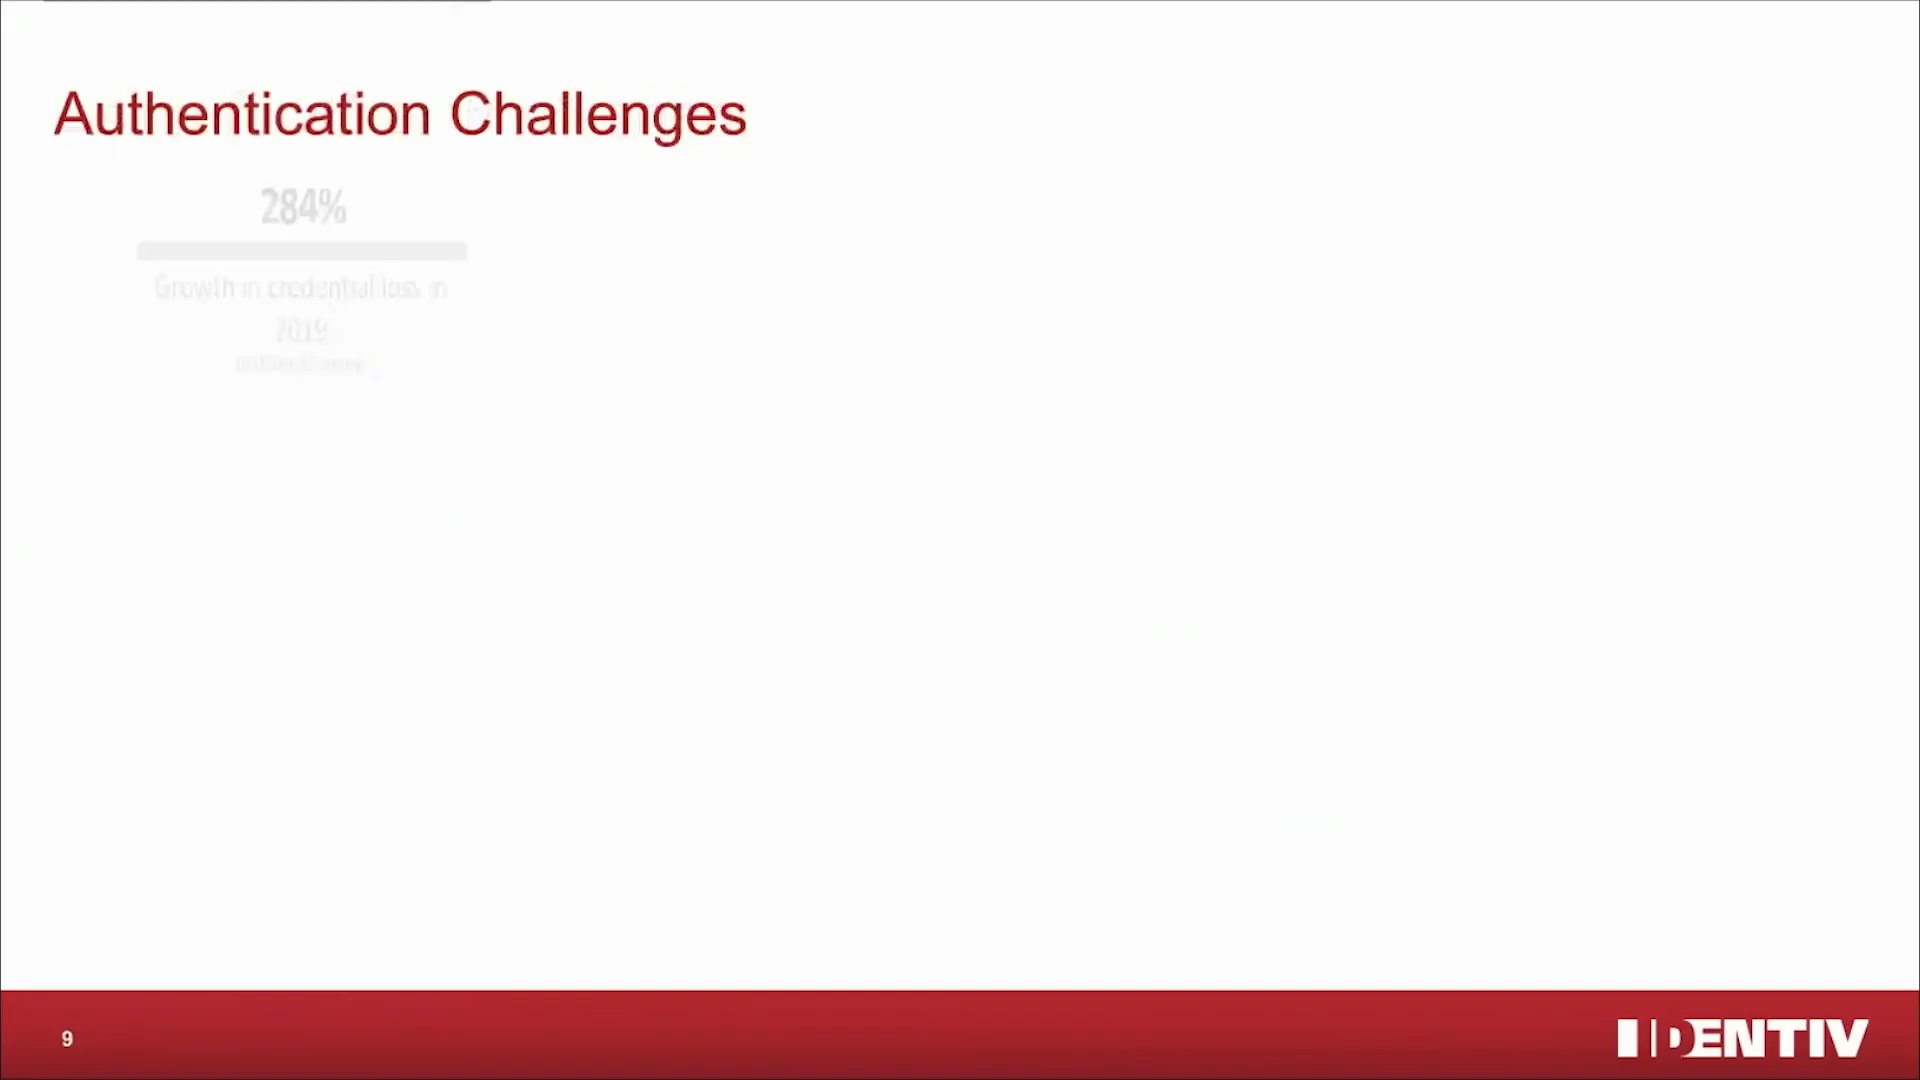 Authentication Challenges
284%
Growth in credential loss in
2019
9
IDENTIV